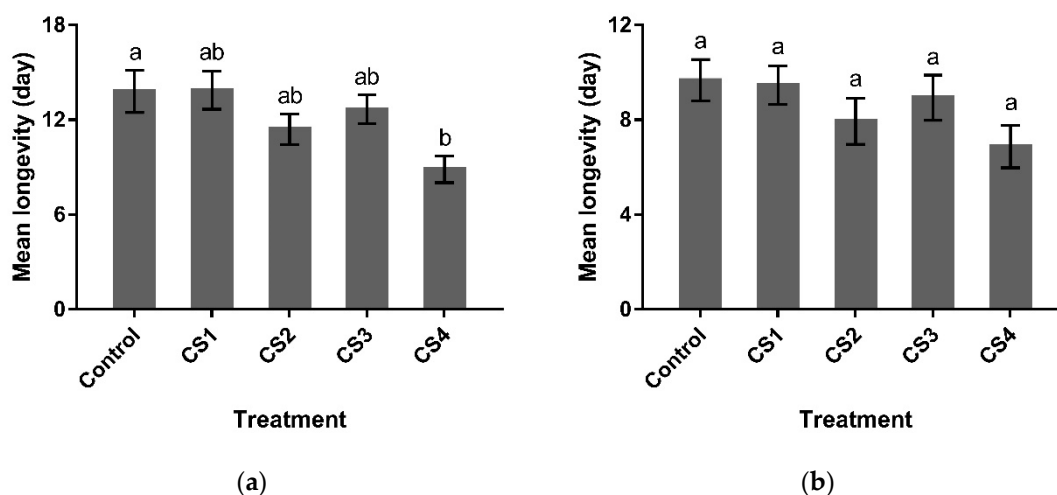 18
12
6
0
Mean longevity (day)
a
ab
ab
ab
b
Control
CS1
CS2
CS3
CS4
Treatment
(a)
12
8
4
0
Mean longevity (day)
a
a
a
a
a
Control
CS1
CS2
CS3
CS4
Treatment
(b)